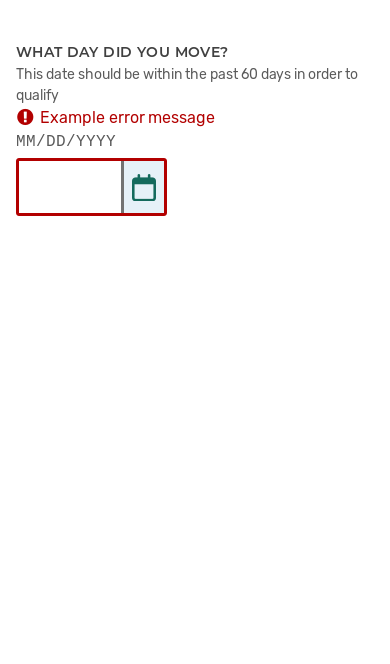 WHAT DAY DID YOU MOVE?
This date should be within the past 60 days in order to
qualify
Example error message
MM/DD/YYYY